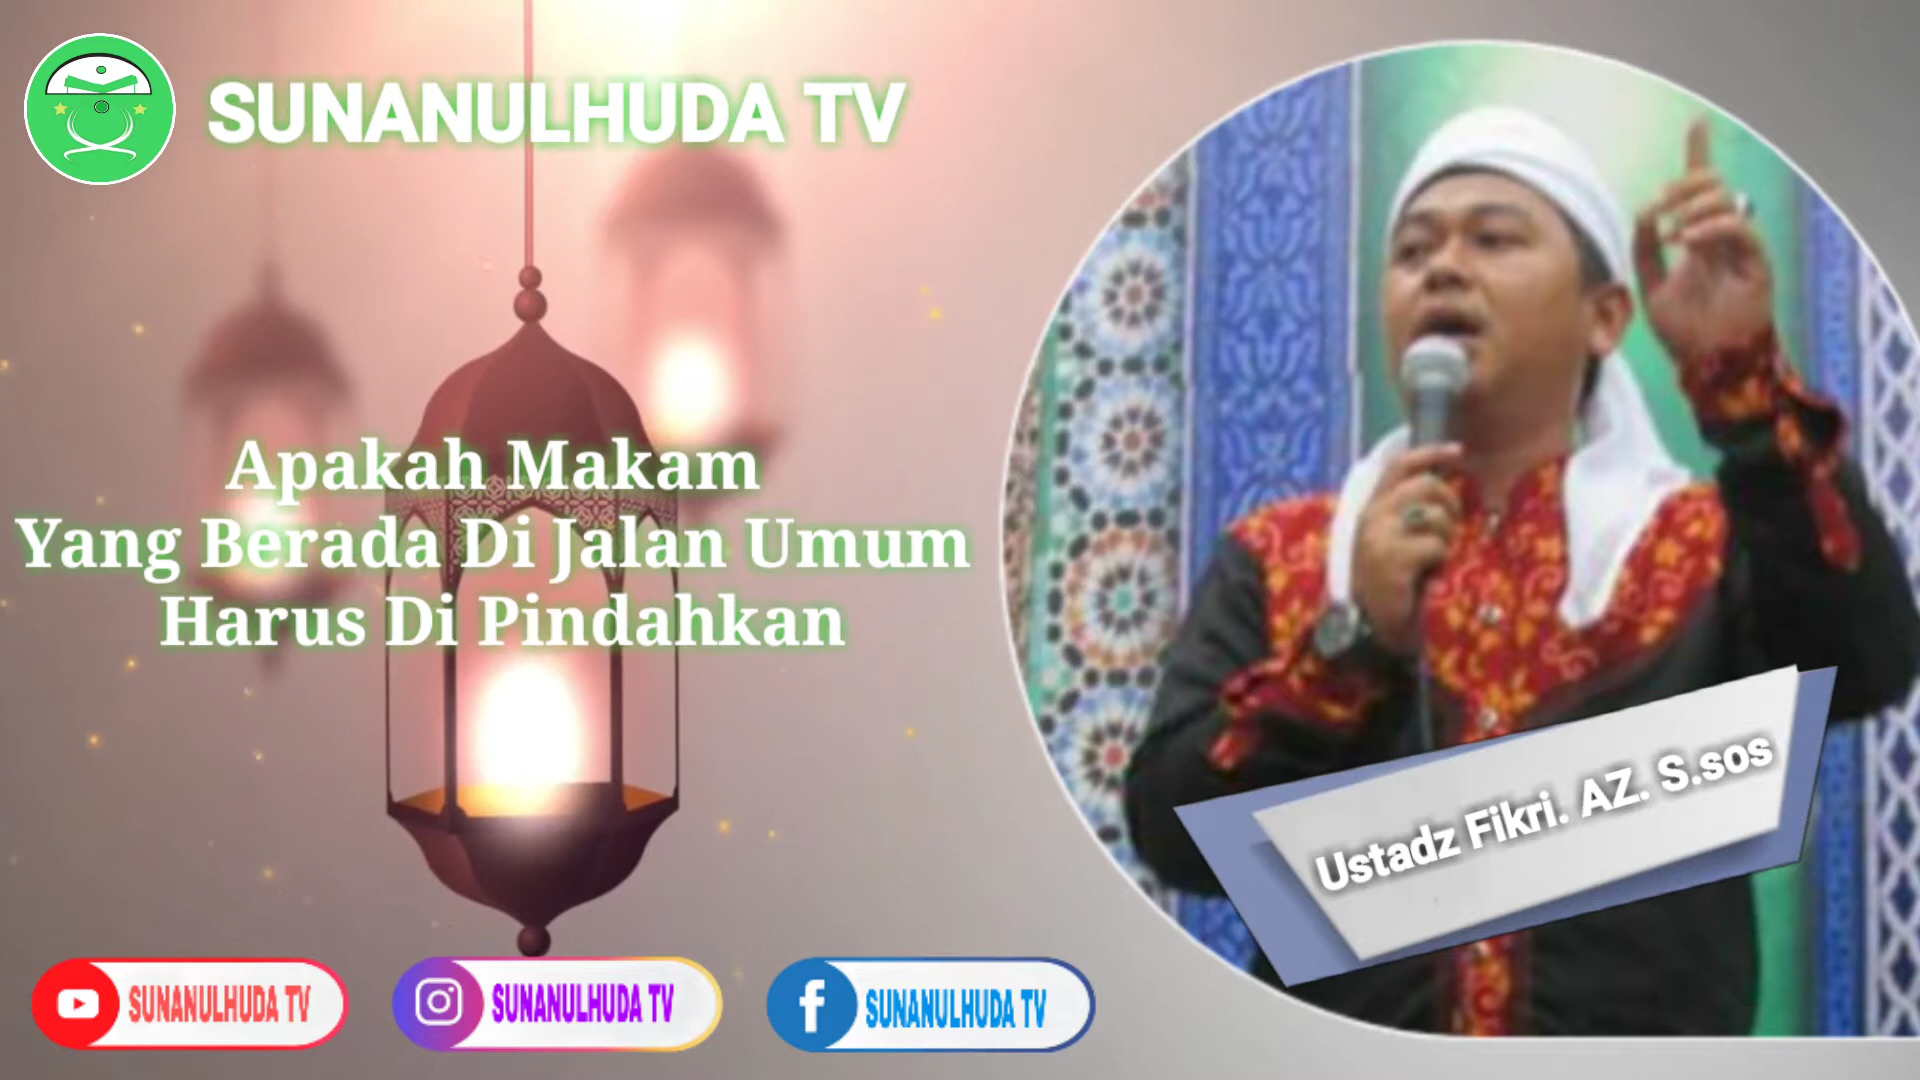 SUNANULHUDA TV
Apakah Makam
Yang Berada Di Jalan Umum
Harus Di Pindahkan
Ustadz Fikri. AZ. S.sos
SUNANULHUDA TV
SUNANULHUDA TV
SUNANULHUDA TV